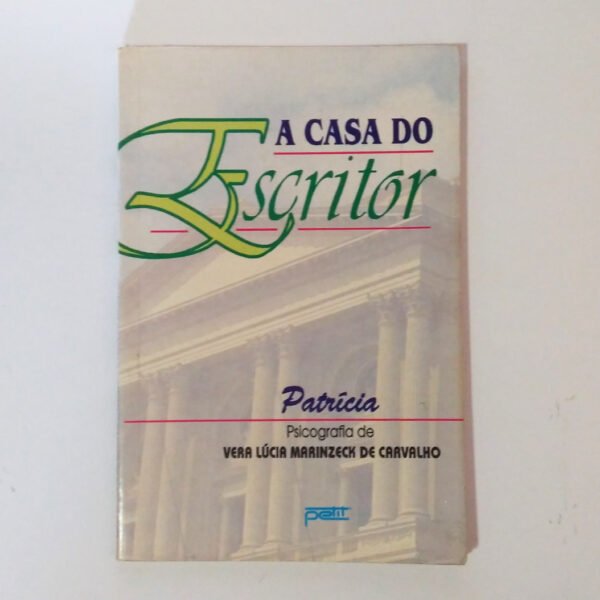 A CASA DO
Escritor
Patrícia
Psicografia de
VERA LÚCIA MARINZECK DE CARVALHO
petit